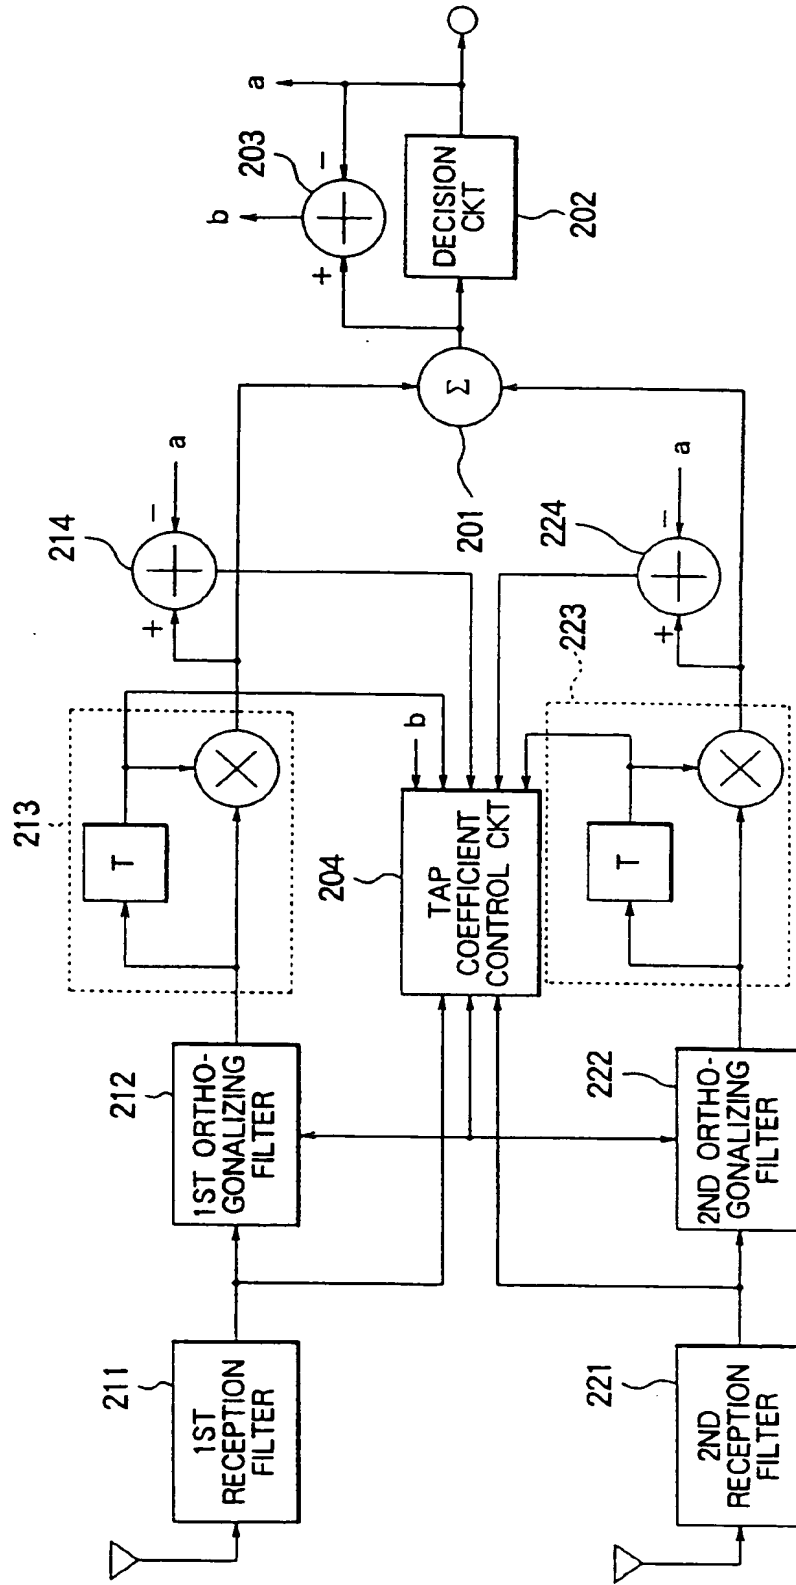 211
1ST
RECEPTION
FILTER
212
1ST ORTHO-
GONALIZING
FILTER
213
T
214
+
−
a
204
TAP
COEFFICIENT
CONTROL CKT
b
201
Σ
b
203
+
−
a
DECISION
CKT
202
221
2ND
RECEPTION
FILTER
222
2ND ORTHO-
GONALIZING
FILTER
223
T
224
+
−
a